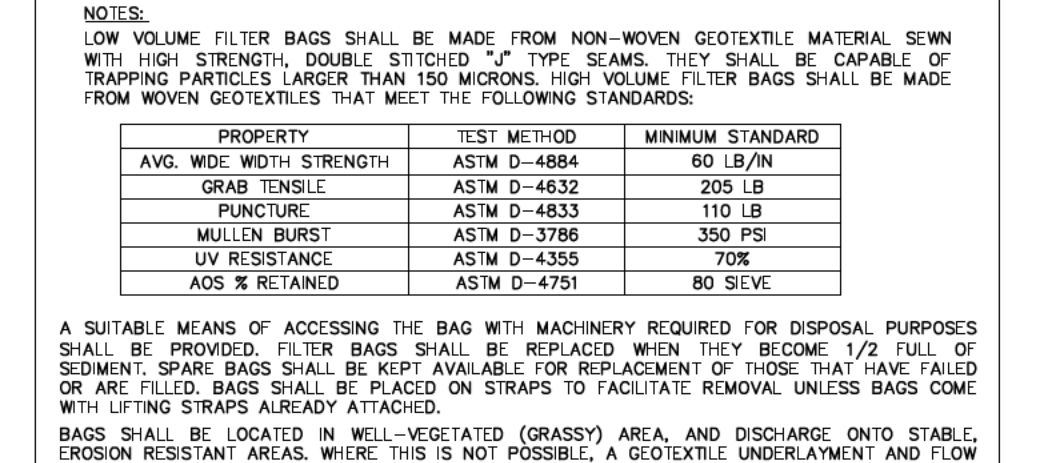 NOTES:
LOW VOLUME FILTER BAGS SHALL BE MADE FROM NON-WOVEN GEOTEXTILE MATERIAL SEWN
WITH HIGH STRENGTH, DOUBLE STITCHED "J" TYPE SEAMS. THEY SHALL BE CAPABLE OF
TRAPPING PARTICLES LARGER THAN 150 MICRONS. HIGH VOLUME FILTER BAGS SHALL BE MADE
FROM WOVEN GEOTEXTILES THAT MEET THE FOLLOWING STANDARDS:
PROPERTY TEST METHOD MINIMUM STANDARD
AVG. WIDE WIDTH STRENGTH ASTM D-4884 60 LB/IN
GRAB TENSILE ASTM D-4632 205 LB
PUNCTURE ASTM D-4833 110 LB
MULLEN BURST ASTM D-3786 350 PSI
UV RESISTANCE ASTM D-4355 70%
AOS % RETAINED ASTM D-4751 80 SIEVE
A SUITABLE MEANS OF ACCESSING THE BAG WITH MACHINERY REQUIRED FOR DISPOSAL PURPOSES
SHALL BE PROVIDED. FILTER BAGS SHALL BE REPLACED WHEN THEY BECOME 1/2 FULL OF
SEDIMENT. SPARE BAGS SHALL BE KEPT AVAILABLE FOR REPLACEMENT OF THOSE THAT HAVE FAILED
OR ARE FILLED. BAGS SHALL BE PLACED ON STRAPS TO FACILITATE REMOVAL UNLESS BAGS COME
WITH LIFTING STRAPS ALREADY ATTACHED.
BAGS SHALL BE LOCATED IN WELL-VEGETATED (GRASSY) AREA, AND DISCHARGE ONTO STABLE,
EROSION RESISTANT AREAS. WHERE THIS IS NOT POSSIBLE, A GEOTEXTILE UNDERLAYMENT AND FLOW